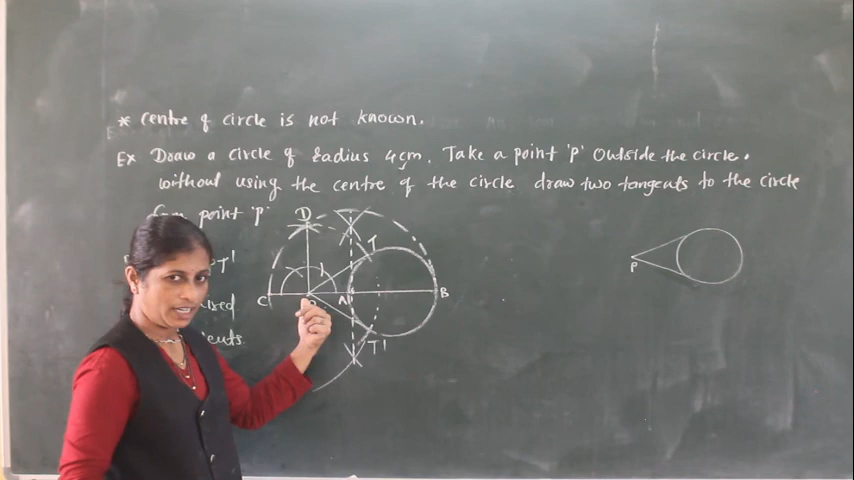 * Centre of circle is not known.
Ex Draw a circle of radius 4cm. Take a point 'P' Outside the circle.
without using the centre of the circle draw two tangents to the circle
point 'P'
D
T
C
A
B
T'
P